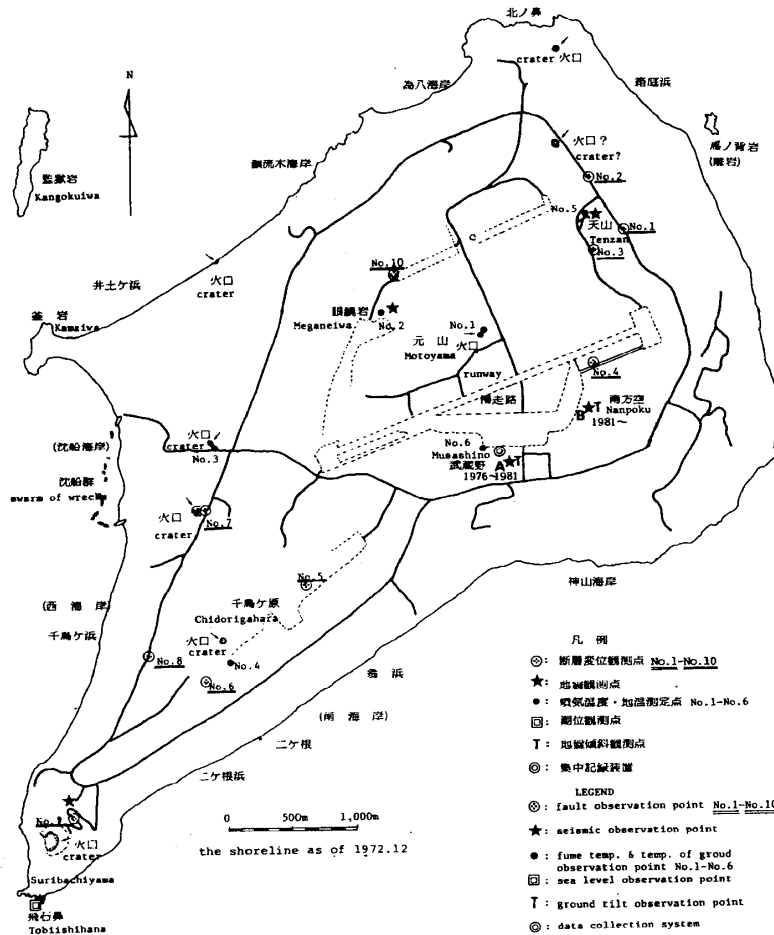 北ノ鼻
crater 火口
箱庭浜
為八海岸
N
火口?
crater?
監獄岩
Kangokuiwa
(離岩)
No.2
No.5
No.1
天山
Tenzan
No.3
No.10
火口
crater
井土ケ浜
釜岩
Kamaiwa
眼鏡岩
Meganeiwa
No.2
No.1
火口
元山
Motoyama
runway
No.4
南方空
Nanpoku
B T
1981~
(沈船海岸)
火口
crater
No.3
沈船群
swarm of wrecks
No.6
Musashino
武蔵野
A T
1976~1981
火口
crater
No.7
No.5
神山海岸
(西海岸)
千鳥ケ浜
千鳥ケ原
Chidorigahara
火口
crater
No.4
No.8
No.6
翁浜
(南海岸)
二ケ根
二ケ根浜
火口
crater
Suribachiyama
飛石鼻
Tobiishihana
0 500m 1,000m
the shoreline as of 1972.12
凡例
: 断層変位観測点 No.1-No.10
: 地震観測点
: 噴気温度・地温測定点 No.1-No.6
: 潮位観測点
T : 地盤傾斜観測点
: 集中記録装置
LEGEND
: fault observation point No.1-No.10
: seismic observation point
: fume temp. & temp. of groud
observation point No.1-No.6
: sea level observation point
T : ground tilt observation point
: data collection system